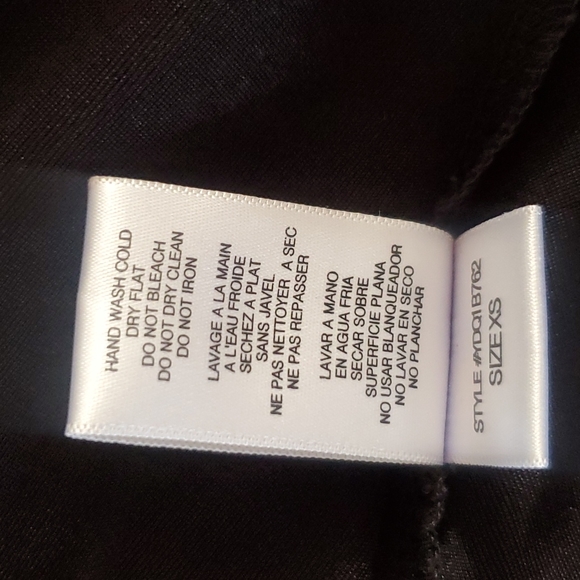 HAND WASH COLD
DRY FLAT
DO NOT BLEACH
DO NOT DRY CLEAN
DO NOT IRON
LAVAGE A LA MAIN
A L'EAU FROIDE
SECHEZ A PLAT
SANS JAVEL
NE PAS NETTOYER A SEC
NE PAS REPASSER
LAVAR A MANO
EN AGUA FRIA
SECAR SOBRE
SUPERFICIE PLANA
NO USAR BLANQUEADOR
NO LAVAR EN SECO
NO PLANCHAR
STYLE #YDQ1B762
SIZE XS